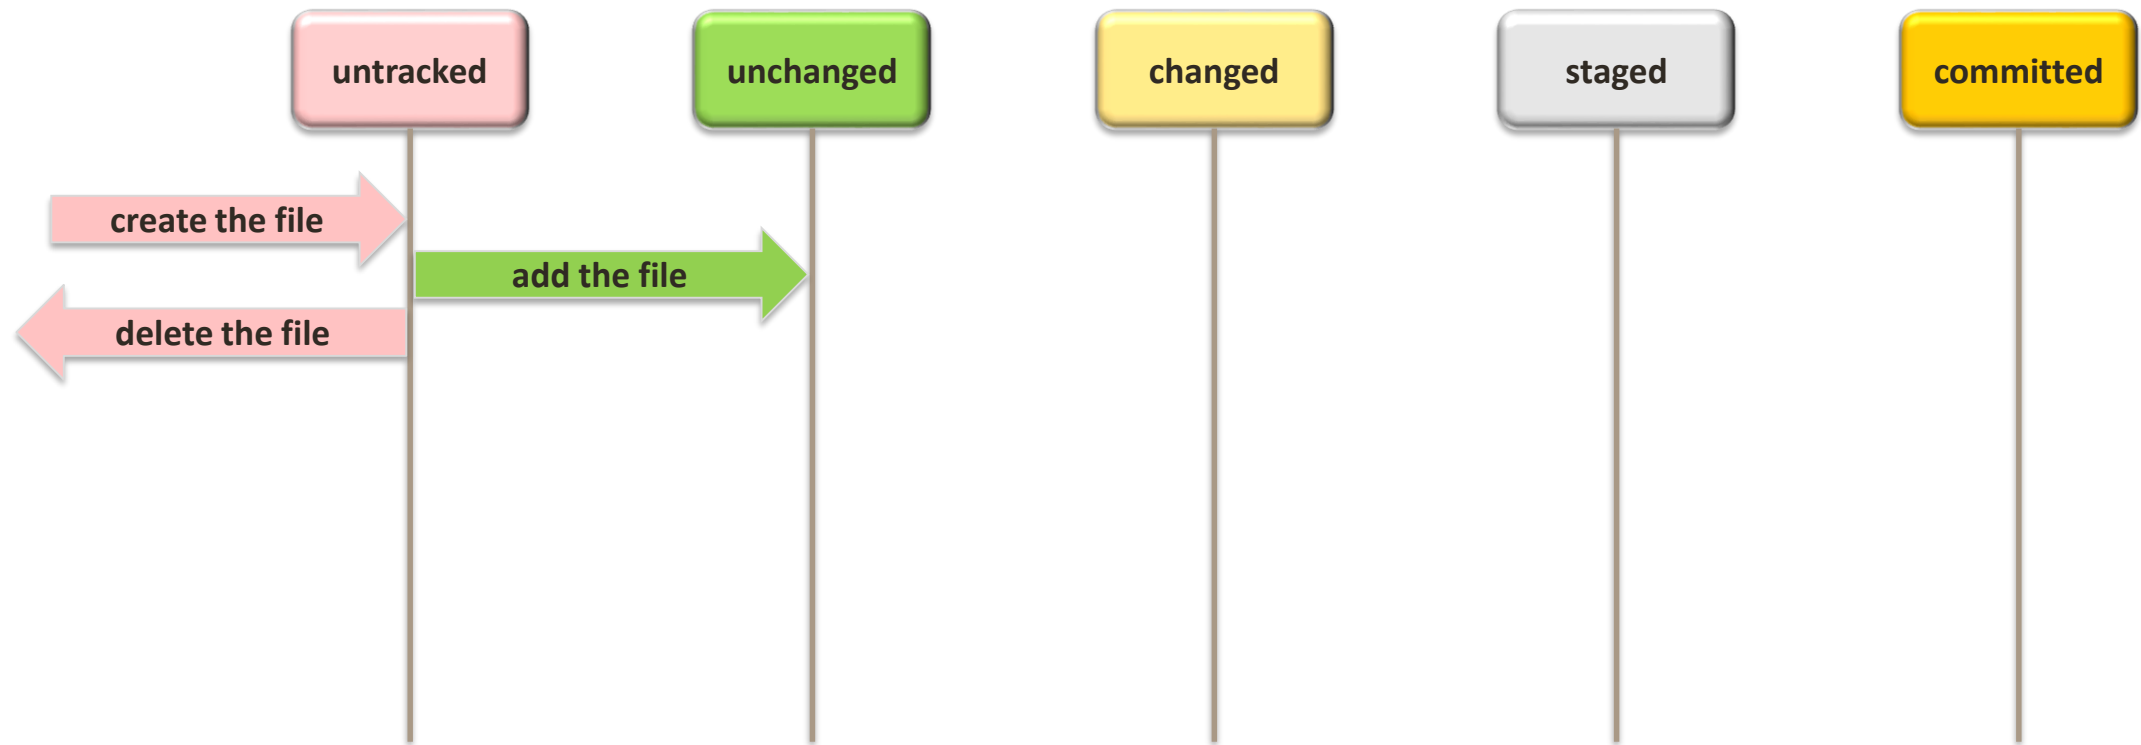 untracked
unchanged
changed
staged
committed
create the file
add the file
delete the file